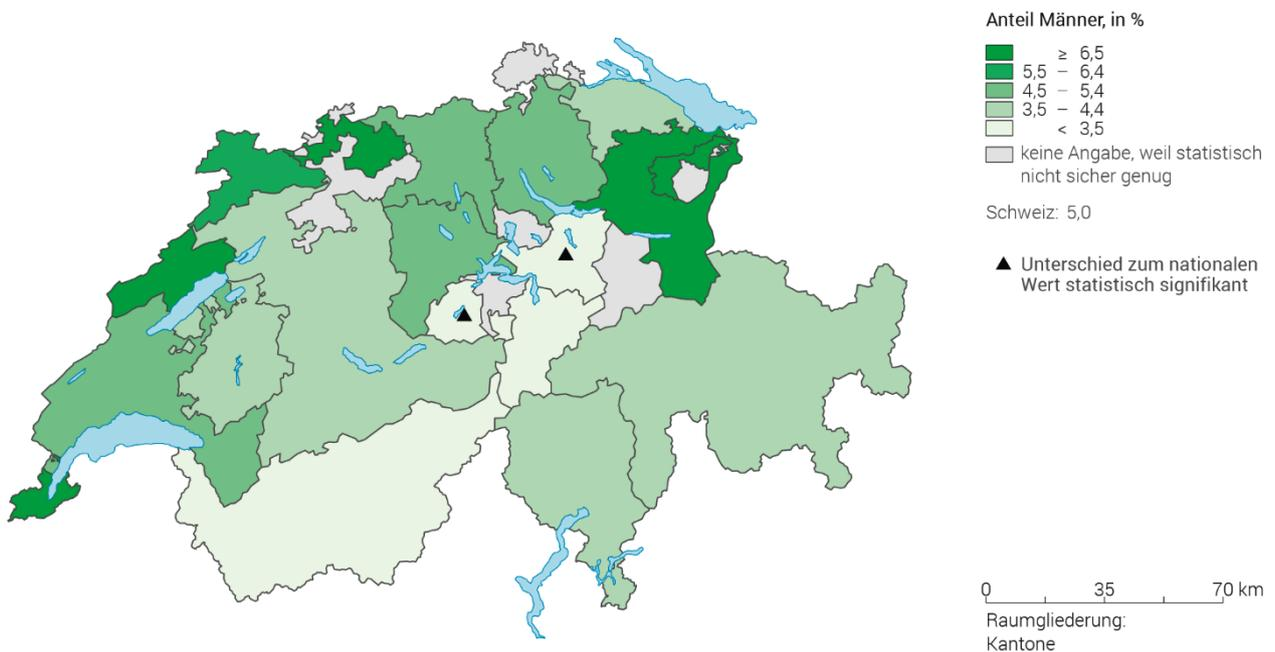 Anteil Männer, in %
≥ 6,5
5,5 – 6,4
4,5 – 5,4
3,5 – 4,4
< 3,5
keine Angabe, weil statistisch
nicht sicher genug
Schweiz: 5,0
Unterschied zum nationalen
Wert statistisch signifikant
0 35 70 km
Raumgliederung:
Kantone